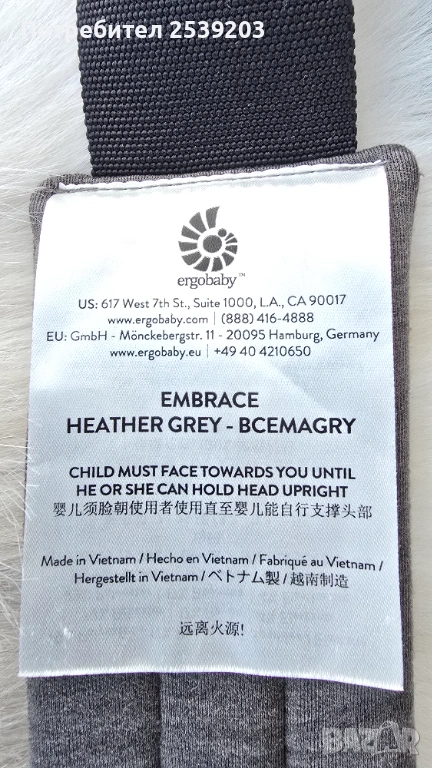 Потребител 2539203
ergobaby™
US: 617 West 7th St., Suite 1000, L.A., CA 90017
www.ergobaby.com | (888) 416-4888
EU: GmbH - Mönckebergstr. 11 - 20095 Hamburg, Germany
www.ergobaby.eu | +49 40 4210650
EMBRACE
HEATHER GREY - BCEMAGRY
CHILD MUST FACE TOWARDS YOU UNTIL
HE OR SHE CAN HOLD HEAD UPRIGHT
婴儿须脸朝使用者使用直至婴儿能自行支撑头部
Made in Vietnam / Hecho en Vietnam / Fabriqué au Vietnam /
Hergestellt in Vietnam / ベトナム製 / 越南制造
远离火源!
BAZAR